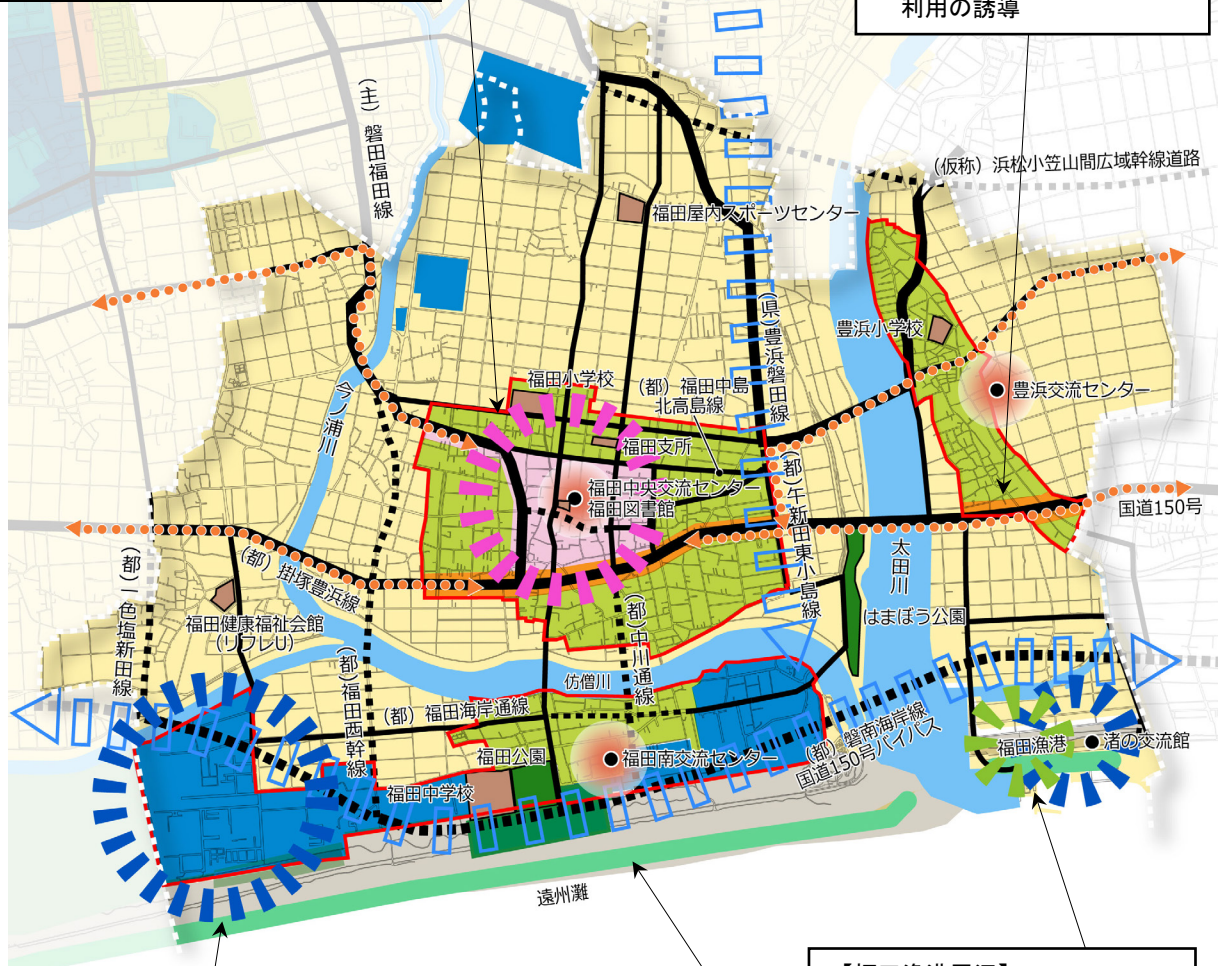 利用の誘導
(主)磐田福田線
(仮称)浜松小笠山間広域幹線道路
福田屋内スポーツセンター
(県)豊浜磐田線
豊浜小学校
福田小学校
(都)福田中島
北高島線
豊浜交流センター
今ノ浦川
福田支所
福田中央交流センター
福田図書館
(都)午新田東小島線
国道150号
太田川
(都)一色塩新田線
(都)掛塚豊浜線
はまぼう公園
福田健康福祉会館
(リフレU)
(都)福田西幹線
(都)中川通線
仿僧川
(都)福田海岸通線
(都)磐南海岸線
国道150号バイパス
福田公園
福田南交流センター
福田漁港
渚の交流館
福田中学校
遠州灘